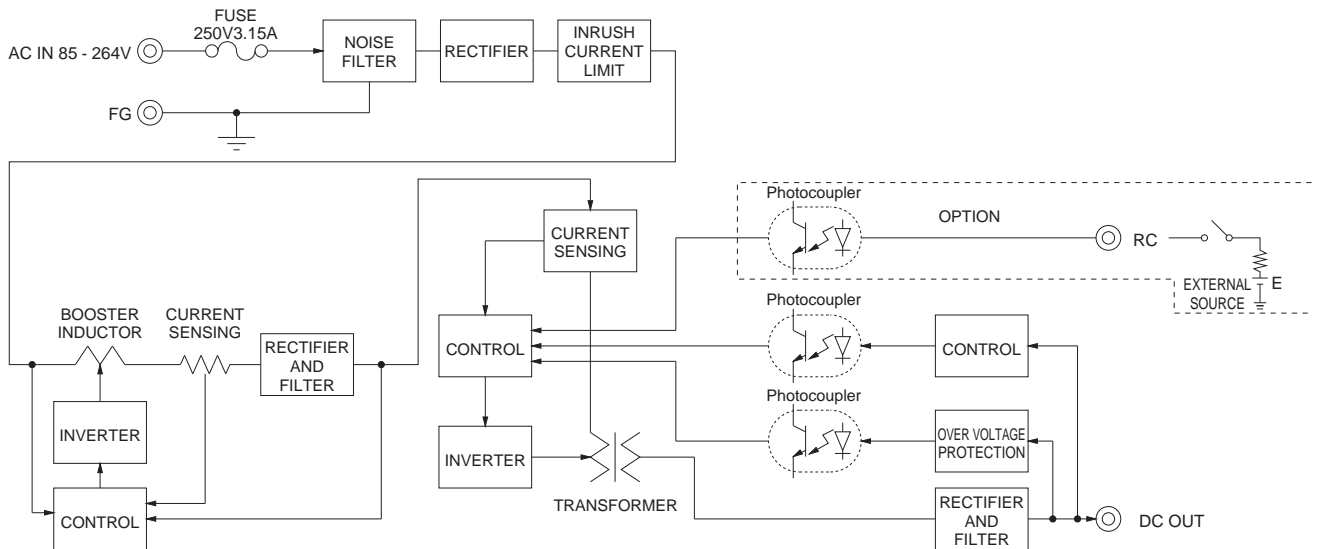 FUSE
250V3.15A
AC IN 85 - 264V
NOISE
FILTER
RECTIFIER
INRUSH
CURRENT
LIMIT
FG
Photocoupler
OPTION
RC
EXTERNAL
SOURCE
E
CURRENT
SENSING
BOOSTER
INDUCTOR
CURRENT
SENSING
RECTIFIER
AND
FILTER
CONTROL
Photocoupler
CONTROL
Photocoupler
INVERTER
INVERTER
OVER VOLTAGE
PROTECTION
TRANSFORMER
CONTROL
RECTIFIER
AND
FILTER
DC OUT